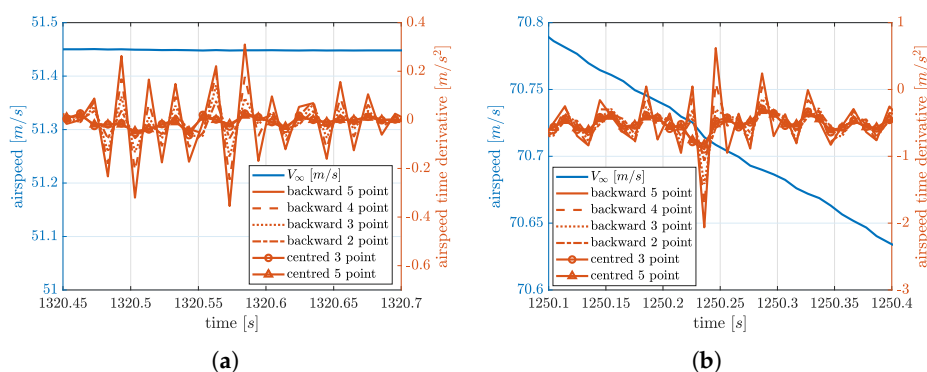 51.5
51.4
51.3
51.2
51.1
51
airspeed [m/s]
0.4
0.2
0
-0.2
-0.4
-0.6
airspeed time derivative [m/s²]
V∞ [m/s]
backward 5 point
backward 4 point
backward 3 point
backward 2 point
centred 3 point
centred 5 point
1320.45 1320.5 1320.55 1320.6 1320.65 1320.7
time [s]
(a)
70.8
70.75
70.7
70.65
70.6
airspeed [m/s]
1
0
-1
-2
-3
airspeed time derivative [m/s²]
V∞ [m/s]
backward 5 point
backward 4 point
backward 3 point
backward 2 point
centred 3 point
centred 5 point
1250.1 1250.15 1250.2 1250.25 1250.3 1250.35 1250.4
time [s]
(b)